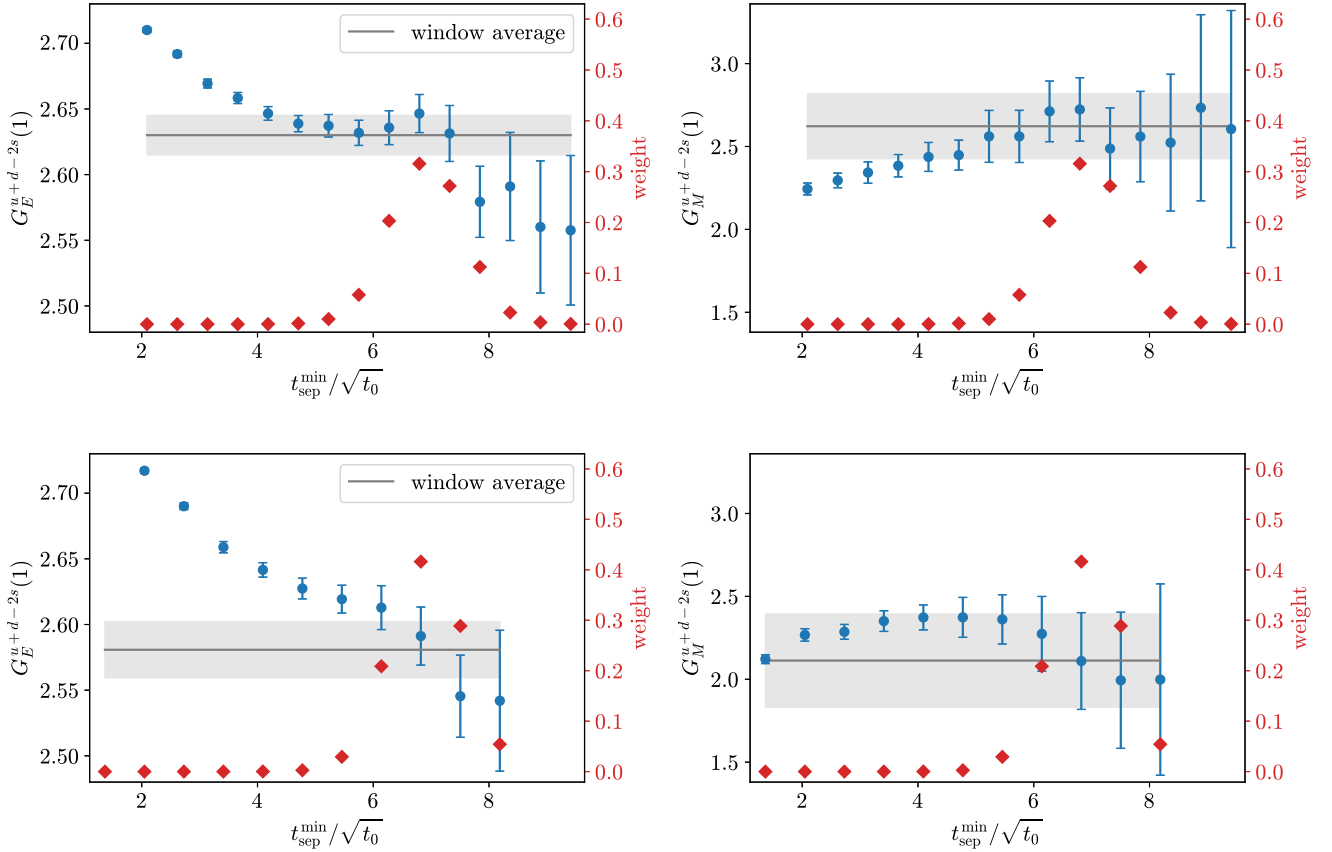 2.70
2.65
2.60
2.55
2.50
G_E^{u+d−2s}(1)
window average
0.6
0.5
0.4
0.3
0.2
0.1
0.0
weight
2 4 6 8
t_sep^min/√t_0
3.0
2.5
2.0
1.5
G_M^{u+d−2s}(1)
0.6
0.5
0.4
0.3
0.2
0.1
0.0
weight
2 4 6 8
t_sep^min/√t_0
2.70
2.65
2.60
2.55
2.50
G_E^{u+d−2s}(1)
window average
0.6
0.5
0.4
0.3
0.2
0.1
0.0
weight
2 4 6 8
t_sep^min/√t_0
3.0
2.5
2.0
1.5
G_M^{u+d−2s}(1)
0.6
0.5
0.4
0.3
0.2
0.1
0.0
weight
2 4 6 8
t_sep^min/√t_0